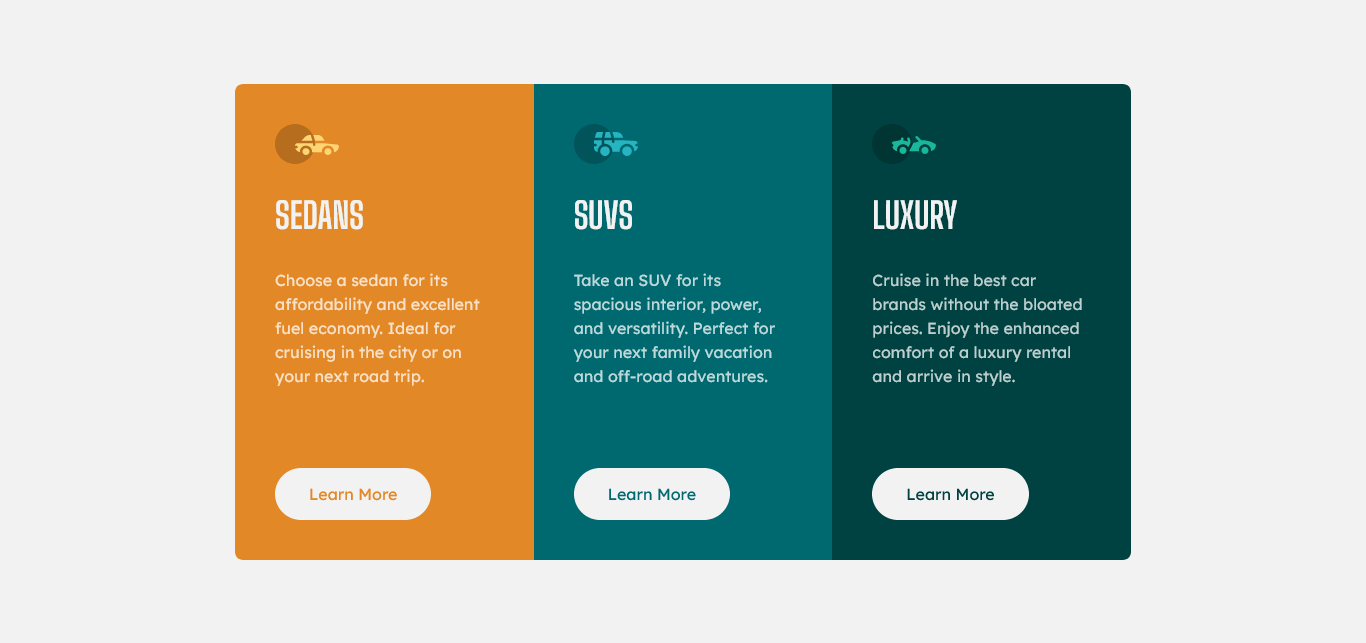 SEDANS
Choose a sedan for its
affordability and excellent
fuel economy. Ideal for
cruising in the city or on
your next road trip.
Learn More
SUVS
Take an SUV for its
spacious interior, power,
and versatility. Perfect for
your next family vacation
and off-road adventures.
Learn More
LUXURY
Cruise in the best car
brands without the bloated
prices. Enjoy the enhanced
comfort of a luxury rental
and arrive in style.
Learn More